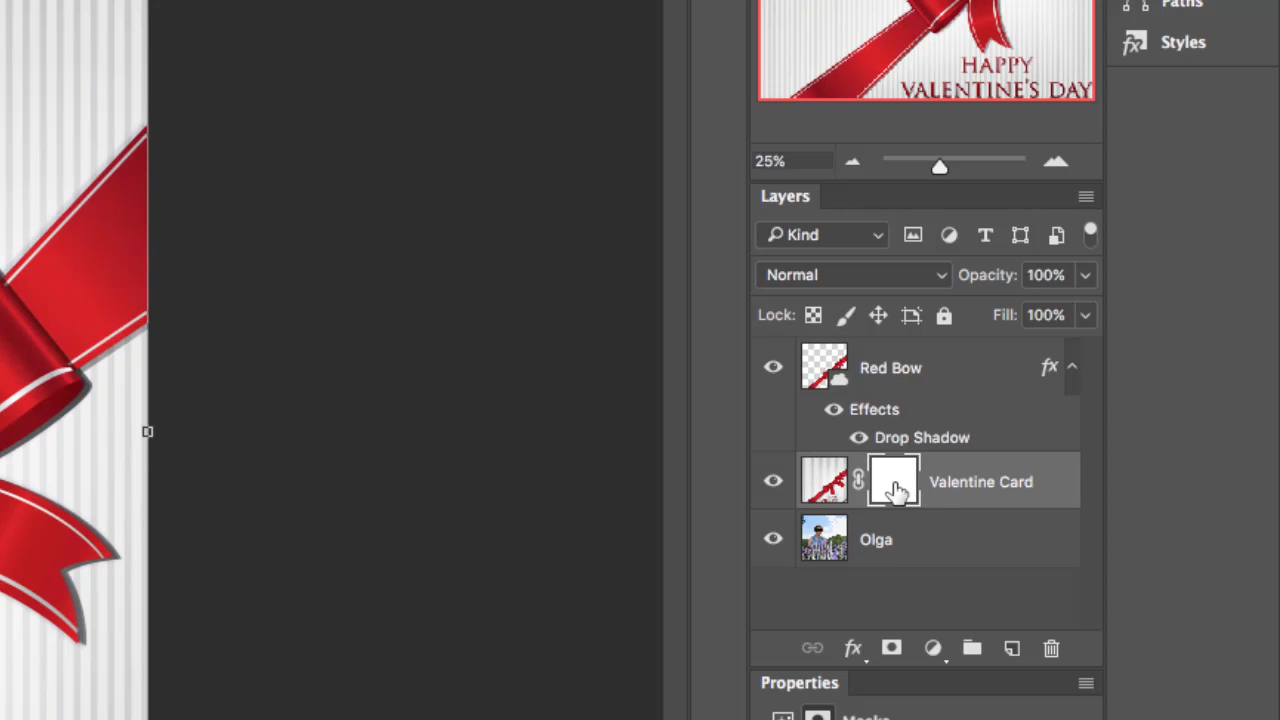 Paths
Styles
HAPPY
VALENTINE'S DAY
25%
Layers
Kind
T
Normal
Opacity: 100%
Lock:
Fill: 100%
Red Bow
fx
Effects
Drop Shadow
Valentine Card
Olga
fx
Properties
Masks